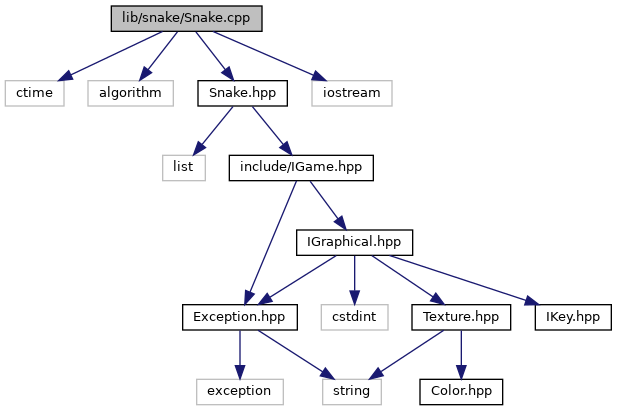 lib/snake/Snake.cpp
ctime
algorithm
Snake.hpp
iostream
list
include/IGame.hpp
IGraphical.hpp
Exception.hpp
cstdint
Texture.hpp
IKey.hpp
exception
string
Color.hpp